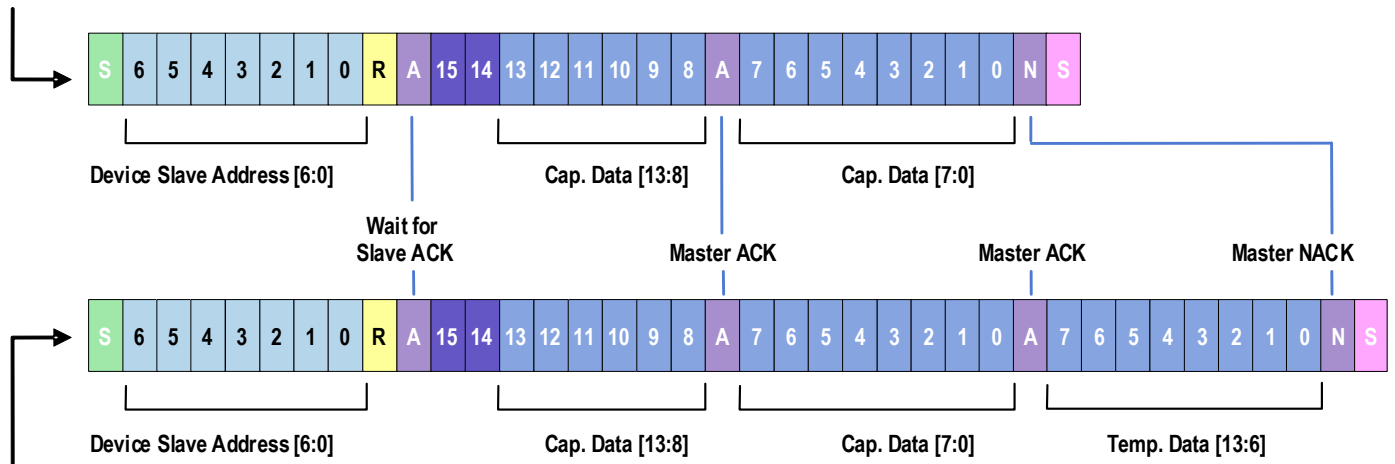 S 6 5 4 3 2 1 0 R A 15 14 13 12 11 10 9 8 A 7 6 5 4 3 2 1 0 N S
Device Slave Address [6:0] Cap. Data [13:8] Cap. Data [7:0]
Wait for
Slave ACK Master ACK Master ACK Master NACK
S 6 5 4 3 2 1 0 R A 15 14 13 12 11 10 9 8 A 7 6 5 4 3 2 1 0 A 7 6 5 4 3 2 1 0 N S
Device Slave Address [6:0] Cap. Data [13:8] Cap. Data [7:0] Temp. Data [13:6]